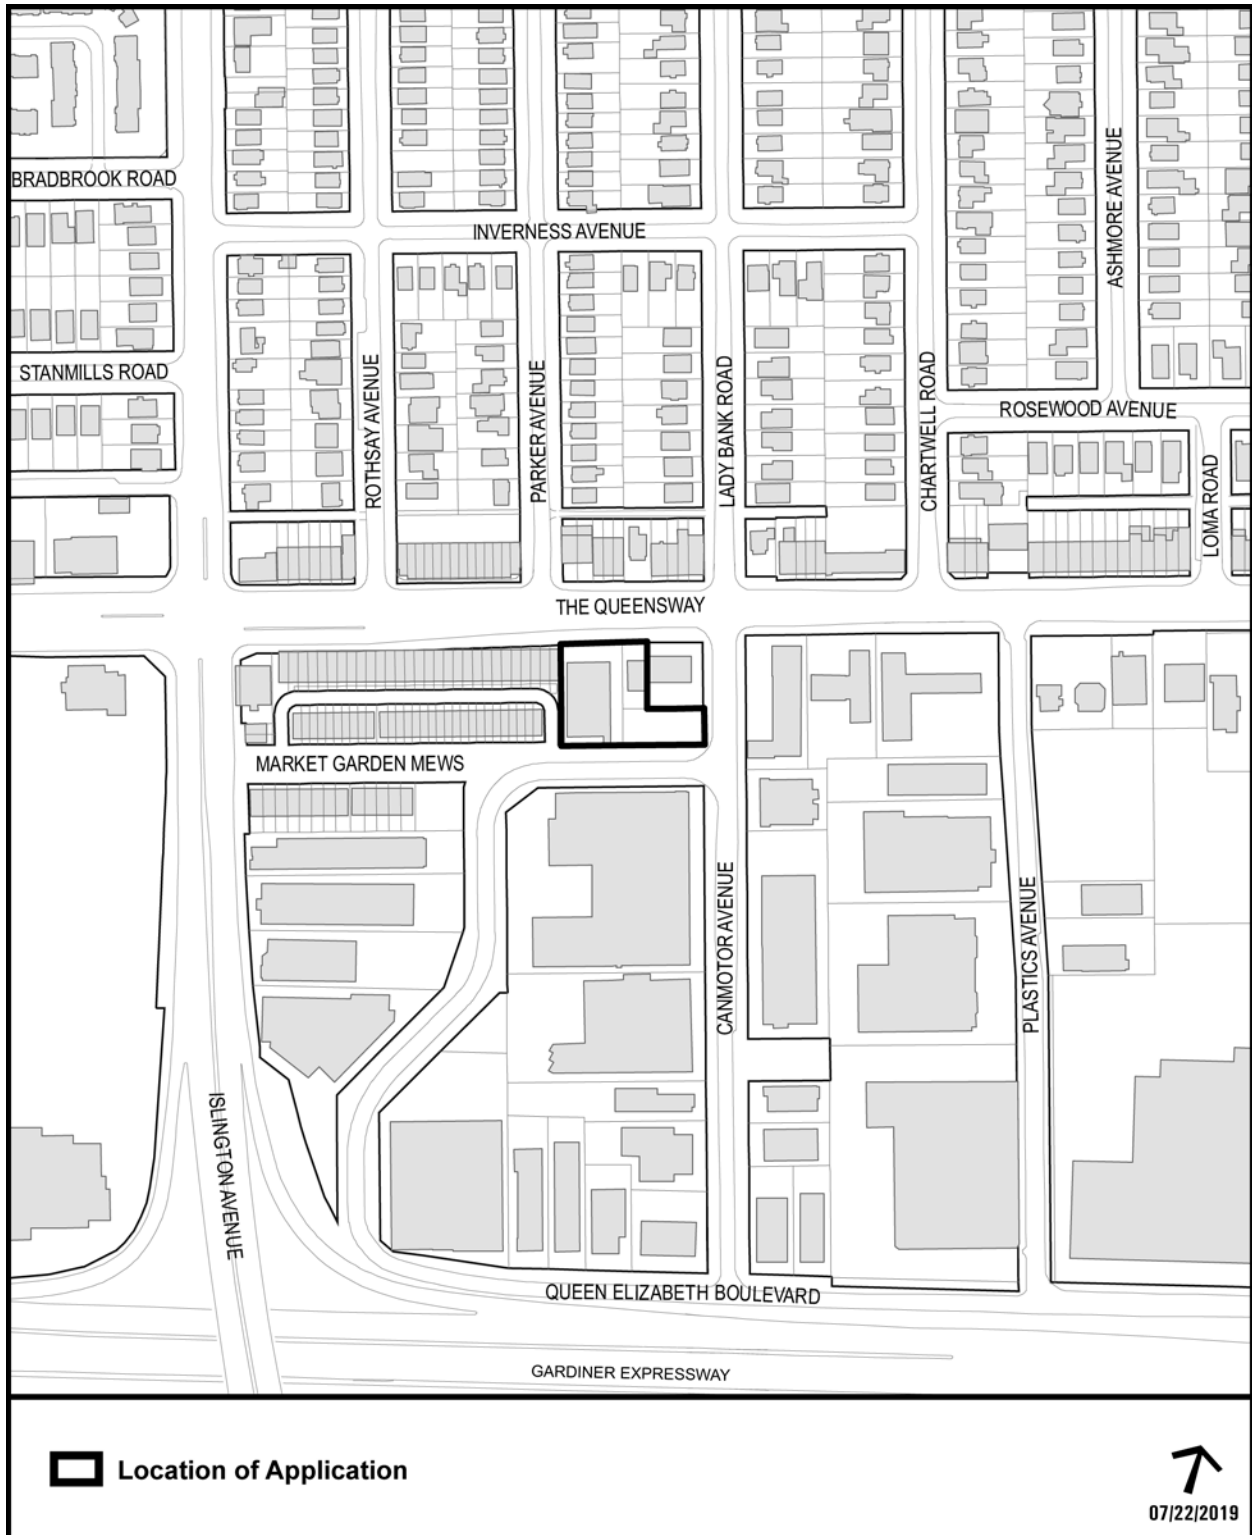 ASHMORE AVENUE
BRADBROOK ROAD
INVERNESS AVENUE
STANMILLS ROAD
ROTHSAY AVENUE
PARKER AVENUE
LADY BANK ROAD
CHARTWELL ROAD
ROSEWOOD AVENUE
LOMA ROAD
THE QUEENSWAY
MARKET GARDEN MEWS
CANMOTOR AVENUE
PLASTICS AVENUE
ISLINGTON AVENUE
QUEEN ELIZABETH BOULEVARD
GARDINER EXPRESSWAY
Location of Application
07/22/2019